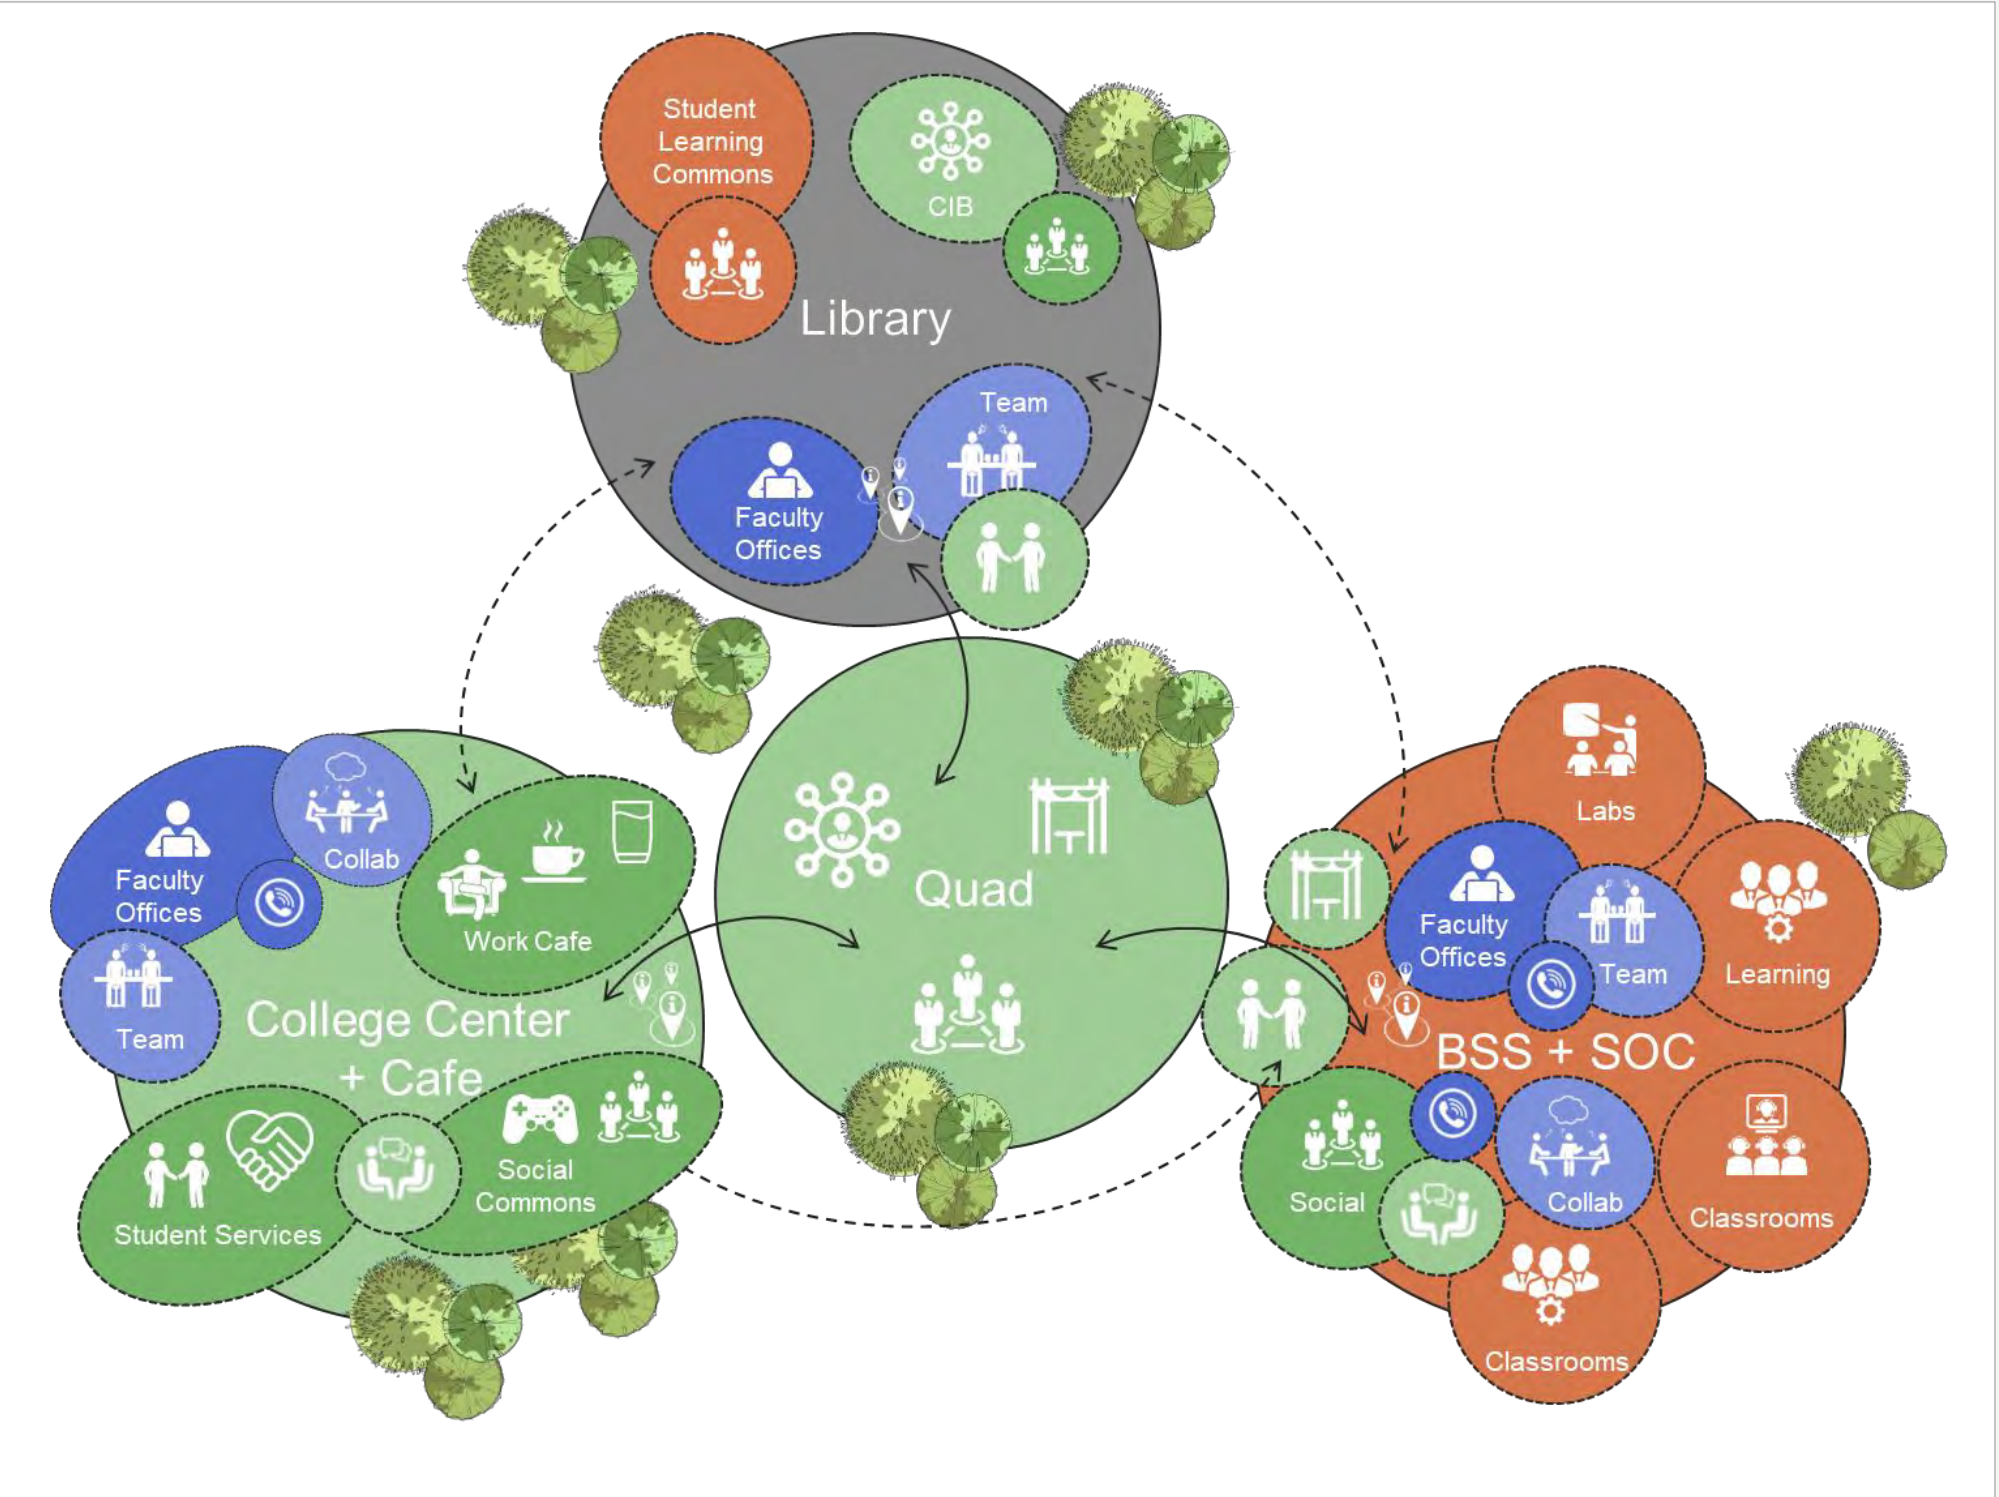 Student
Learning
Commons
CIB
Library
Team
Faculty
Offices
Quad
Faculty
Offices
Collab
Work Cafe
Team
College Center
+ Cafe
Student Services
Social
Commons
Labs
Faculty
Offices
Team
Learning
BSS + SOC
Social
Collab
Classrooms
Classrooms